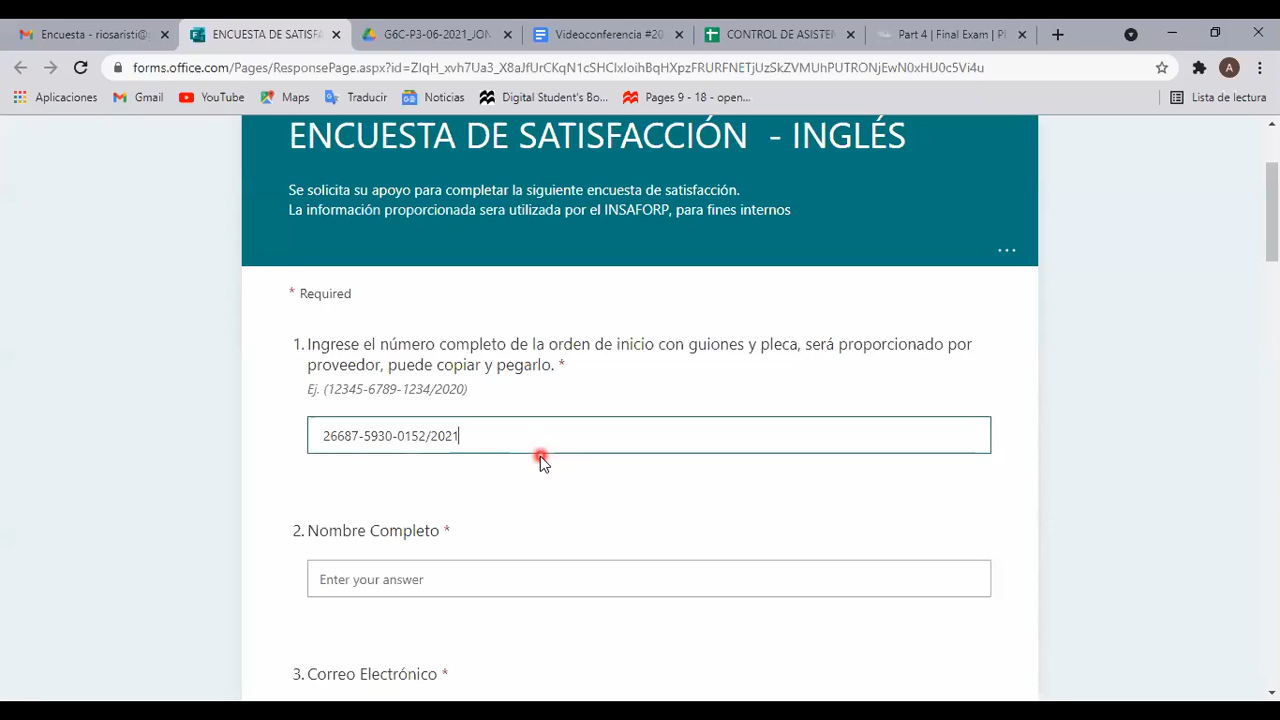 Encuesta - riosaristi@
ENCUESTA DE SATISFA
G6C-P3-06-2021_JON
Videoconferencia #20
CONTROL DE ASISTEN
Part 4 | Final Exam | P
forms.office.com/Pages/ResponsePage.aspx?id=ZIqH_xvh7Ua3_X8aJfUrCKqN1cSHCIxIoihBqHXpzFRURFNETjUzSkZVMUhPUTRONjEwN0xHU0c5Vi4u
A
Aplicaciones
Gmail
YouTube
Maps
Traducir
Noticias
Digital Student's Bo...
Pages 9 - 18 - open...
Lista de lectura
ENCUESTA DE SATISFACCIÓN - INGLÉS
Se solicita su apoyo para completar la siguiente encuesta de satisfacción.
La información proporcionada sera utilizada por el INSAFORP, para fines internos
...
* Required
1. Ingrese el número completo de la orden de inicio con guiones y pleca, será proporcionado por
proveedor, puede copiar y pegarlo. *
Ej. (12345-6789-1234/2020)
26687-5930-0152/2021
2. Nombre Completo *
Enter your answer
3. Correo Electrónico *